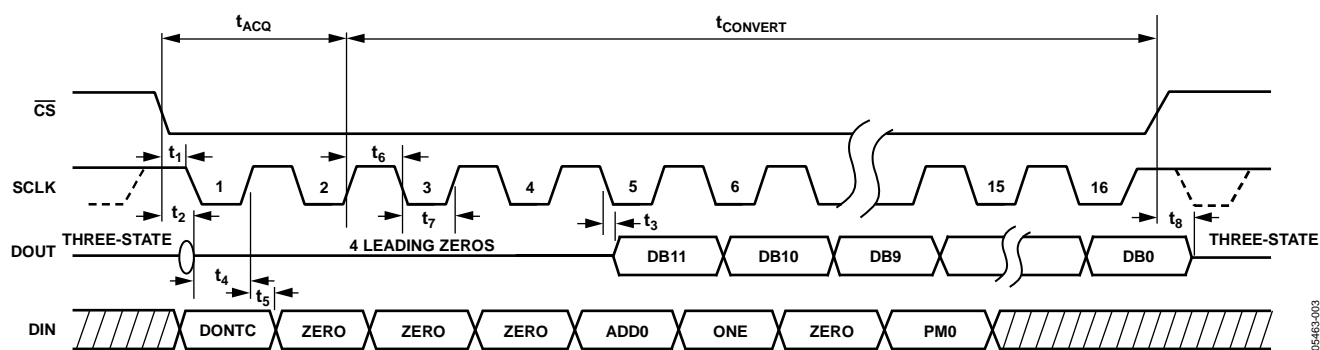 tACQ tCONVERT
CS
t1 t6
SCLK 1 2 3 4 5 6 15 16
t2 t7 t3 t8
THREE-STATE 4 LEADING ZEROS THREE-STATE
DOUT DB11 DB10 DB9 DB0
t4 t5
DIN DONTC ZERO ZERO ZERO ADD0 ONE ZERO PM0
05463-003